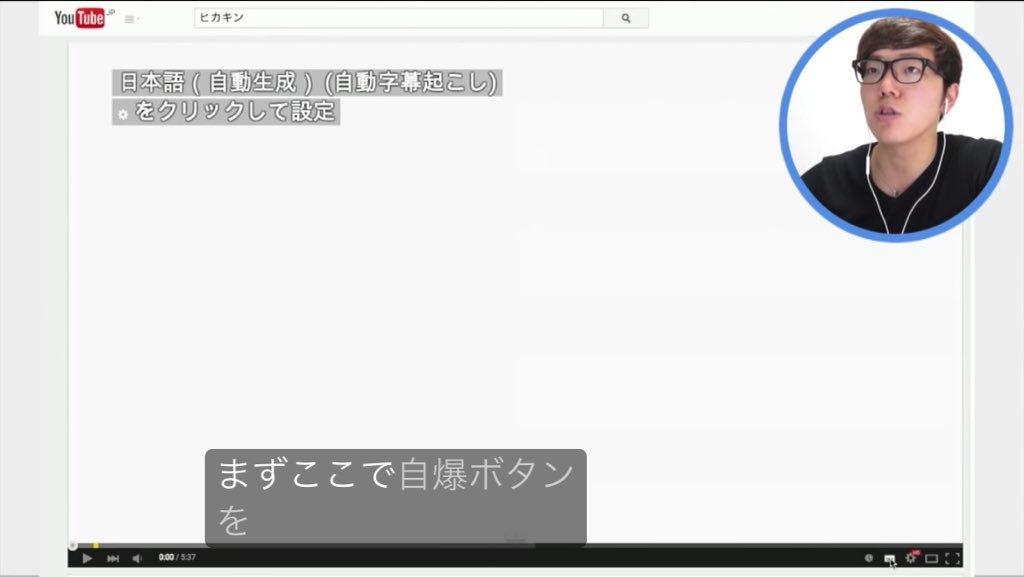 YouTube JP
ヒカキン
日本語 ( 自動生成 ) (自動字幕起こし)
をクリックして設定
まずここで自爆ボタン
を
0:00 / 5:37